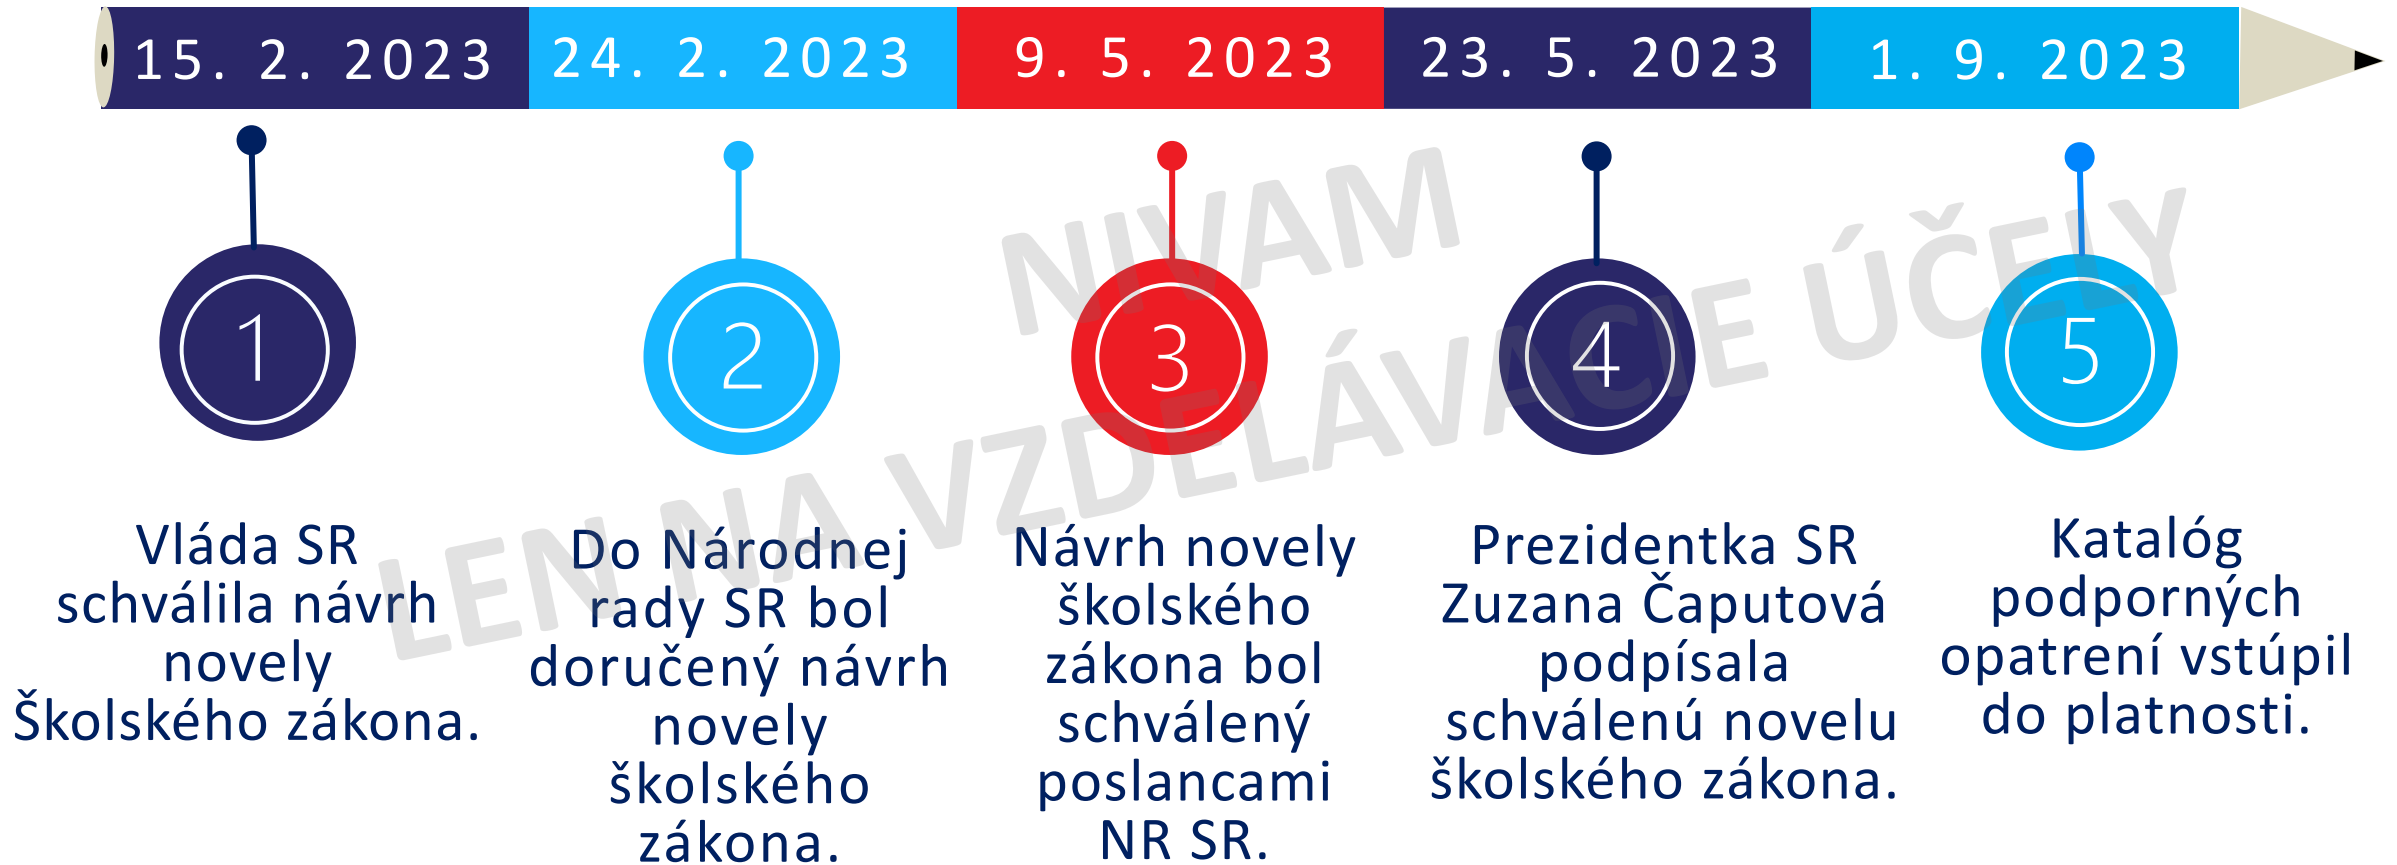 15. 2. 2023
24. 2. 2023
9. 5. 2023
23. 5. 2023
1. 9. 2023
NIVAM
LEN NA VZDELÁVACIE ÚČELY
1
Vláda SR
schválila návrh
novely
Školského zákona.
2
Do Národnej
rady SR bol
doručený návrh
novely
školského
zákona.
3
Návrh novely
školského
zákona bol
schválený
poslancami
NR SR.
4
Prezidentka SR
Zuzana Čaputová
podpísala
schválenú novelu
školského zákona.
5
Katalóg
podporných
opatrení vstúpil
do platnosti.